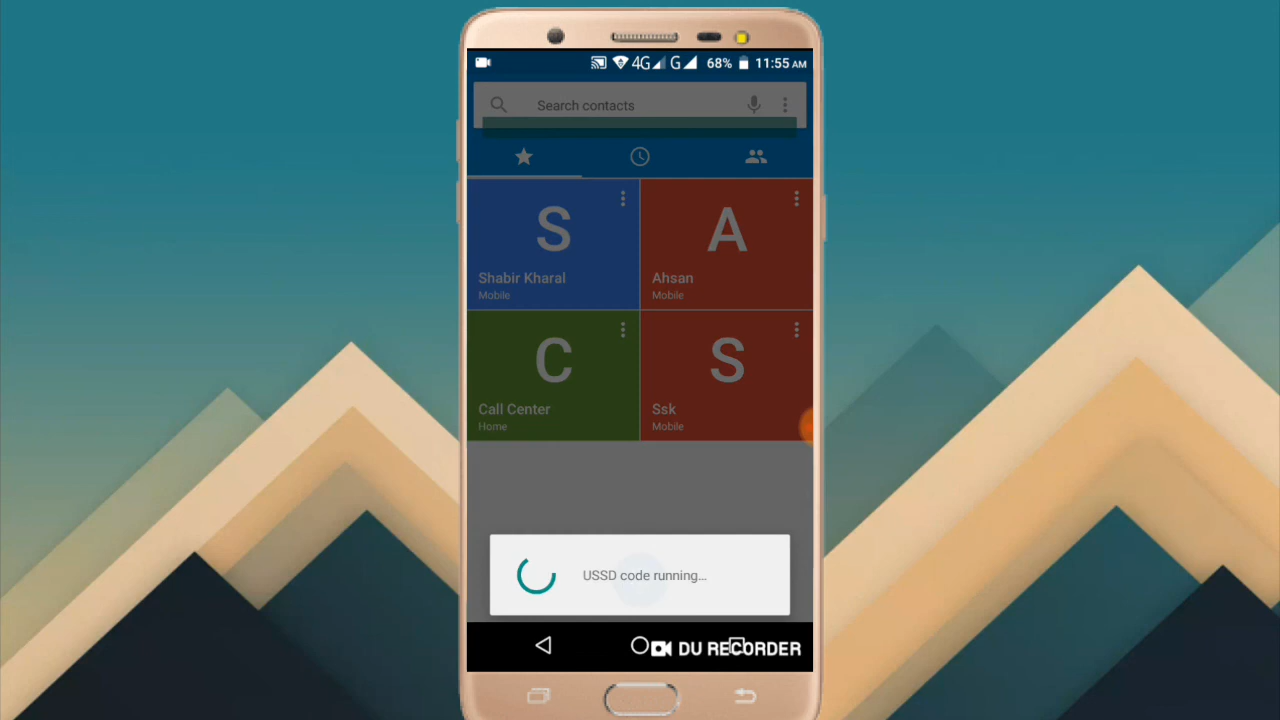 4G G 68% 11:55 AM
Search contacts
S
Shabir Kharal
Mobile
A
Ahsan
Mobile
C
Call Center
Home
S
Ssk
Mobile
USSD code running...
DU RECORDER